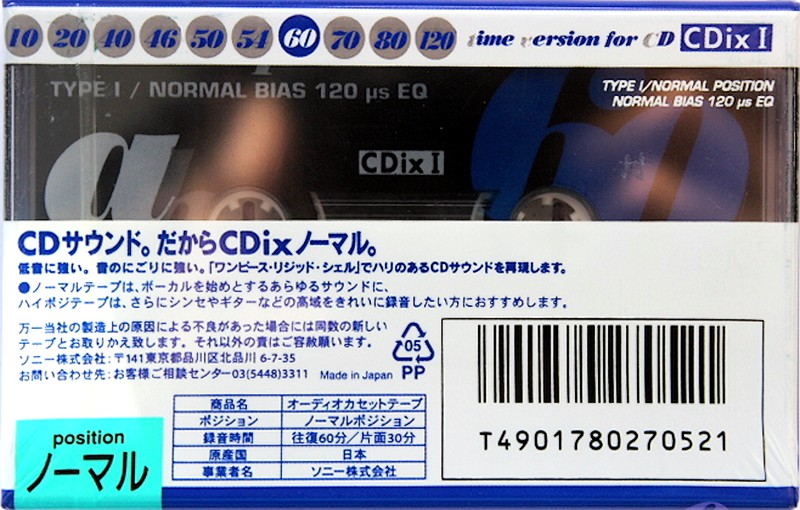 10 20 40 46 50 54 60 70 80 120 time version for CD CDixI
TYPE I / NORMAL BIAS 120 µs EQ
TYPE I/NORMAL POSITION
NORMAL BIAS 120 µs EQ
a
60
CDixI
CDサウンド。だからCDixノーマル。
低音に強い。音のにごりに強い。「ワンピース・リジッド・シェル」でハリのあるCDサウンドを再現します。
●ノーマルテープは、ボーカルを始めとするあらゆるサウンドに、
ハイポジテープは、さらにシンセやギターなどの高域をきれいに録音したい方におすすめします。
万一当社の製造上の原因による不良があった場合には同数の新しい
テープとお取りかえ致します。それ以外の責はご容赦願います。
ソニー株式会社:〒141東京都品川区北品川 6-7-35
お問い合わせ先:お客様ご相談センター03(5448)3311 Made in Japan
05
PP
商品名 オーディオカセットテープ
ポジション ノーマルポジション
録音時間 往復60分/片面30分
原産国 日本
事業者名 ソニー株式会社
T4901780270521
position
ノーマル